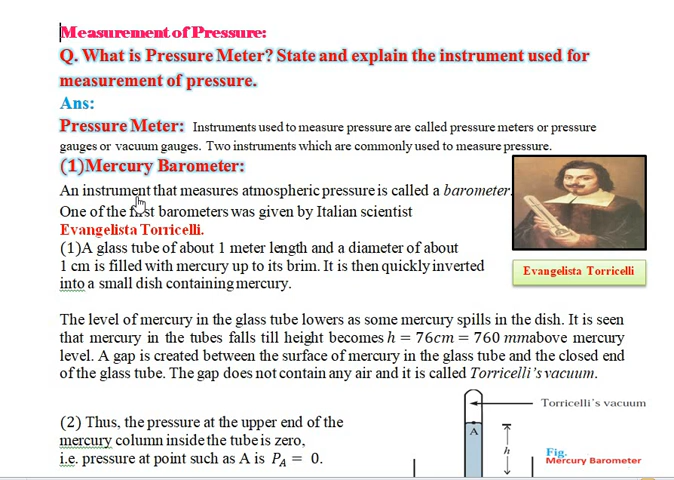 Measurement of Pressure:
Q. What is Pressure Meter? State and explain the instrument used for
measurement of pressure.
Ans:
Pressure Meter: Instruments used to measure pressure are called pressure meters or pressure
gauges or vacuum gauges. Two instruments which are commonly used to measure pressure.
(1)Mercury Barometer:
An instrument that measures atmospheric pressure is called a barometer.
One of the first barometers was given by Italian scientist
Evangelista Torricelli.
(1)A glass tube of about 1 meter length and a diameter of about
1 cm is filled with mercury up to its brim. It is then quickly inverted
into a small dish containing mercury.
Evangelista Torricelli
The level of mercury in the glass tube lowers as some mercury spills in the dish. It is seen
that mercury in the tubes falls till height becomes h = 76cm = 760 mmabove mercury
level. A gap is created between the surface of mercury in the glass tube and the closed end
of the glass tube. The gap does not contain any air and it is called Torricelli's vacuum.
(2) Thus, the pressure at the upper end of the
mercury column inside the tube is zero,
i.e. pressure at point such as A is P_A = 0.
Torricelli's vacuum
A
h
Fig.
Mercury Barometer